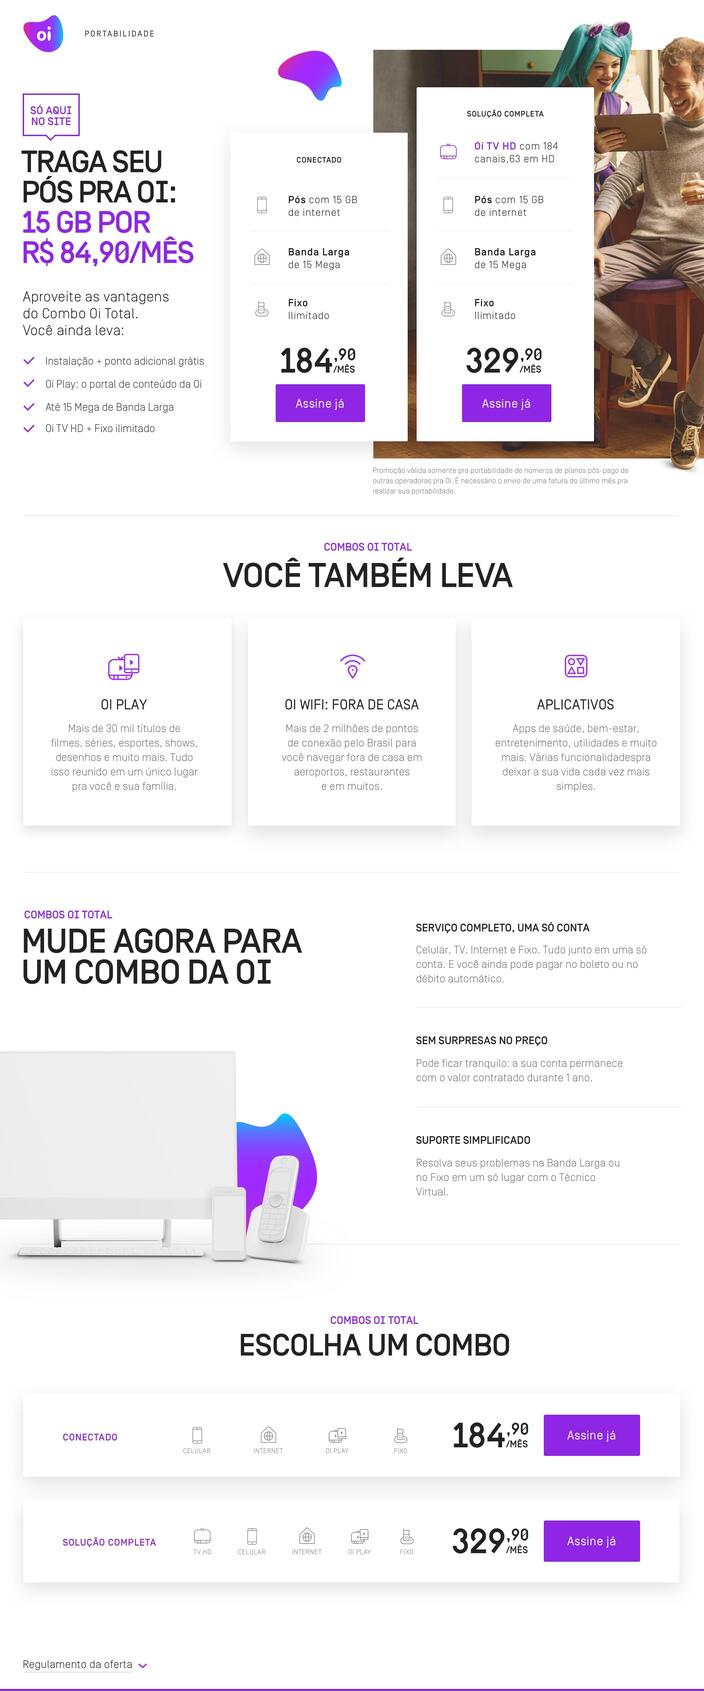 oi
PORTABILIDADE
SÓ AQUI
NO SITE
TRAGA SEU
PÓS PRA OI:
15 GB POR
R$ 84,90/MÊS
Aproveite as vantagens
do Combo Oi Total.
Você ainda leva:
Instalação + ponto adicional grátis
Oi Play: o portal de conteúdo da Oi
Até 15 Mega de Banda Larga
Oi TV HD + Fixo ilimitado
CONECTADO
Pós com 15 GB
de internet
Banda Larga
de 15 Mega
Fixo
Ilimitado
184,90
/MÊS
Assine já
SOLUÇÃO COMPLETA
Oi TV HD com 184
canais,63 em HD
Pós com 15 GB
de internet
Banda Larga
de 15 Mega
Fixo
Ilimitado
329,90
/MÊS
Assine já
Promoção válida somente pra portabilidade de números de planos pós-pago de
outras operadoras pra Oi. É necessário o envio de uma fatura do último mês pra
realizar sua portabilidade.
COMBOS OI TOTAL
VOCÊ TAMBÉM LEVA
OI PLAY
Mais de 30 mil títulos de
filmes, séries, esportes, shows,
desenhos e muito mais. Tudo
isso reunido em um único lugar
pra você e sua família.
OI WIFI: FORA DE CASA
Mais de 2 milhões de pontos
de conexão pelo Brasil para
você navegar fora de casa em
aeroportos, restaurantes
e em muitos.
APLICATIVOS
Apps de saúde, bem-estar,
entretenimento, utilidades e muito
mais. Várias funcionalidadespra
deixar a sua vida cada vez mais
simples.
COMBOS OI TOTAL
MUDE AGORA PARA
UM COMBO DA OI
SERVIÇO COMPLETO, UMA SÓ CONTA
Celular, TV, Internet e Fixo. Tudo junto em uma só
conta. E você ainda pode pagar no boleto ou no
débito automático.
SEM SURPRESAS NO PREÇO
Pode ficar tranquilo: a sua conta permanece
com o valor contratado durante 1 ano.
SUPORTE SIMPLIFICADO
Resolva seus problemas na Banda Larga ou
no Fixo em um só lugar com o Técnico
Virtual.
COMBOS OI TOTAL
ESCOLHA UM COMBO
CONECTADO
CELULAR
INTERNET
OI PLAY
FIXO
184,90
/MÊS
Assine já
SOLUÇÃO COMPLETA
TV HD
CELULAR
INTERNET
OI PLAY
FIXO
329,90
/MÊS
Assine já
Regulamento da oferta